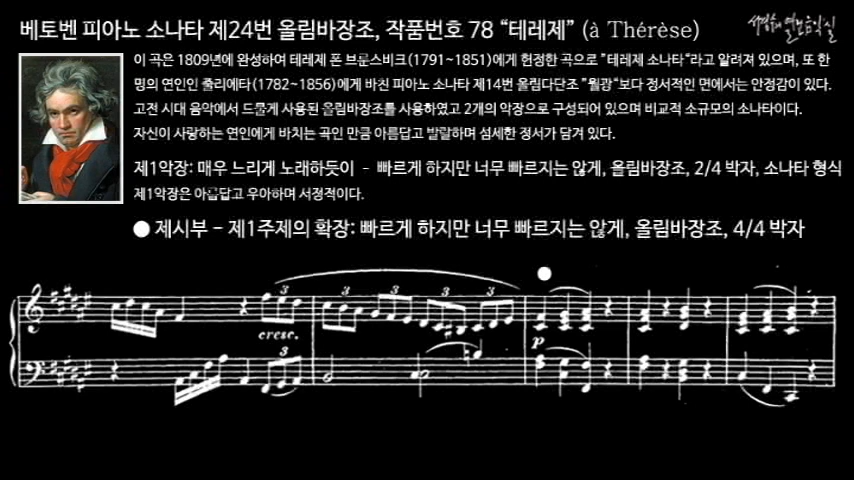 베토벤 피아노 소나타 제24번 올림바장조, 작품번호 78 “테레제” (à Thérèse)
이 곡은 1809년에 완성하여 테레제 폰 브룬스비크(1791~1851)에게 헌정한 곡으로 "테레제 소나타"라고 알려져 있으며, 또 한
명의 연인인 줄리에타(1782~1856)에게 바친 피아노 소나타 제14번 올림다단조 "월광"보다 정서적인 면에서는 안정감이 있다.
고전 시대 음악에서 드물게 사용된 올림바장조를 사용하였고 2개의 악장으로 구성되어 있으며 비교적 소규모의 소나타이다.
자신이 사랑하는 연인에게 바치는 곡인 만큼 아름답고 발랄하며 섬세한 정서가 담겨 있다.
제1악장: 매우 느리게 노래하듯이 - 빠르게 하지만 너무 빠르지는 않게, 올림바장조, 2/4 박자, 소나타 형식
제1악장은 아름답고 우아하며 서정적이다.
● 제시부 - 제1주제의 확장: 빠르게 하지만 너무 빠르지는 않게, 올림바장조, 4/4 박자
3 3 3 3 3
cresc. p
3